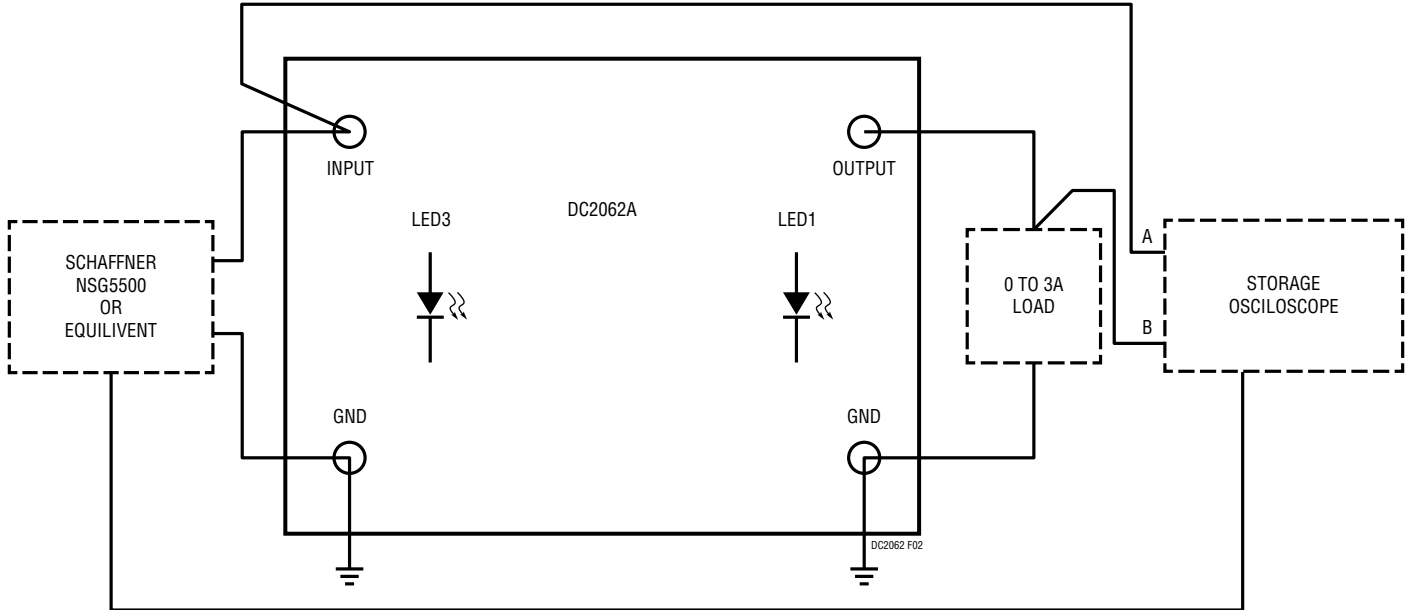 INPUT
OUTPUT
DC2062A
LED3
LED1
SCHAFFNER
NSG5500
OR
EQUILIVENT
0 TO 3A
LOAD
A
B
STORAGE
OSCILOSCOPE
GND
GND
DC2062 F02